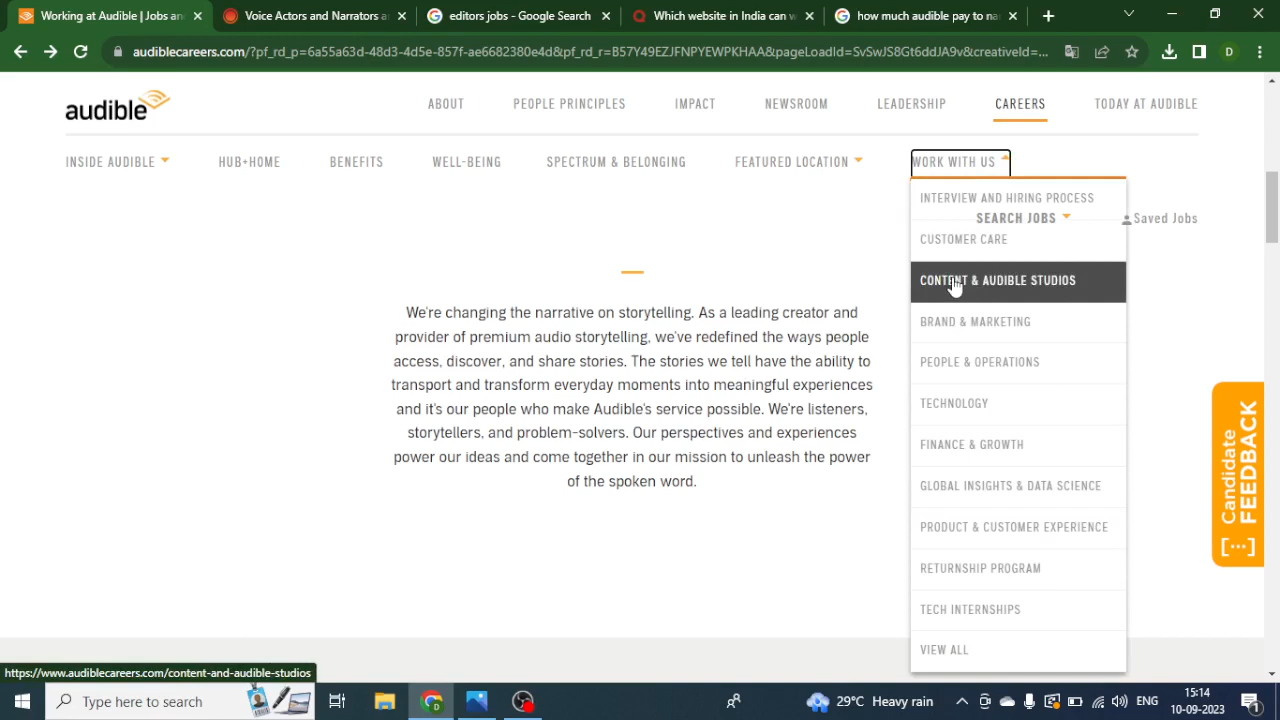 Working at Audible | Jobs an
Voice Actors and Narrators a
editors jobs - Google Search
Which website in India can w
how much audible pay to na
audiblecareers.com/?pf_rd_p=6a55a63d-48d3-4d5e-857f-ae6682380e4d&pf_rd_r=B57Y49EZJFNPYEWPKHAA&pageLoadId=SvSwJS8Gt6ddJA9v&creativeId=...
D
audible
ABOUT
PEOPLE PRINCIPLES
IMPACT
NEWSROOM
LEADERSHIP
CAREERS
TODAY AT AUDIBLE
INSIDE AUDIBLE
HUB+HOME
BENEFITS
WELL-BEING
SPECTRUM & BELONGING
FEATURED LOCATION
WORK WITH US
INTERVIEW AND HIRING PROCESS
SEARCH JOBS
Saved Jobs
CUSTOMER CARE
CONTENT & AUDIBLE STUDIOS
BRAND & MARKETING
PEOPLE & OPERATIONS
TECHNOLOGY
FINANCE & GROWTH
GLOBAL INSIGHTS & DATA SCIENCE
PRODUCT & CUSTOMER EXPERIENCE
RETURNSHIP PROGRAM
TECH INTERNSHIPS
VIEW ALL
We're changing the narrative on storytelling. As a leading creator and
provider of premium audio storytelling, we've redefined the ways people
access, discover, and share stories. The stories we tell have the ability to
transport and transform everyday moments into meaningful experiences
and it's our people who make Audible's service possible. We're listeners,
storytellers, and problem-solvers. Our perspectives and experiences
power our ideas and come together in our mission to unleash the power
of the spoken word.
Candidate
FEEDBACK
[...]
https://www.audiblecareers.com/content-and-audible-studios
Type here to search
29°C Heavy rain
ENG
15:14
10-09-2023
1